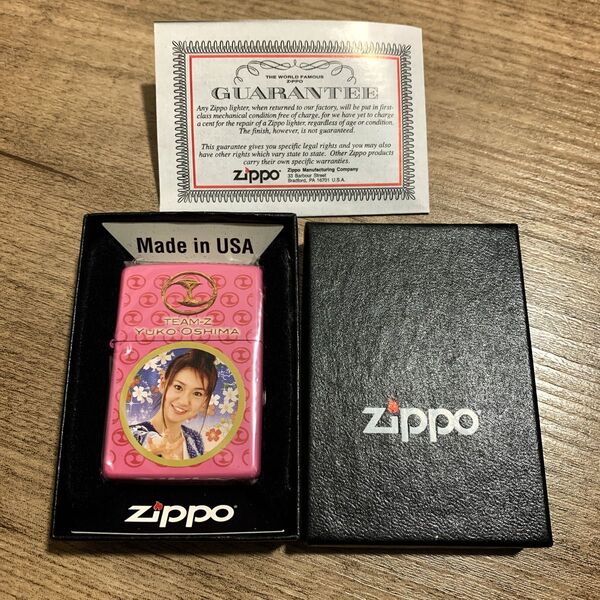 THE WORLD FAMOUS
ZIPPO
GUARANTEE
Any Zippo lighter, when returned to our factory, will be put in first-
class mechanical condition free of charge, for we have yet to charge
a cent for the repair of a Zippo lighter, regardless of age or condition.
The finish, however, is not guaranteed.
This guarantee gives you specific legal rights and you may also
have other rights which vary state to state. Other Zippo products
carry their own specific warranties.
zippo
Zippo Manufacturing Company
33 Barbour Street
Bradford, PA 16701 U.S.A.
Made in USA
TEAM-Z
YUKO OSHIMA
zippo
zippo